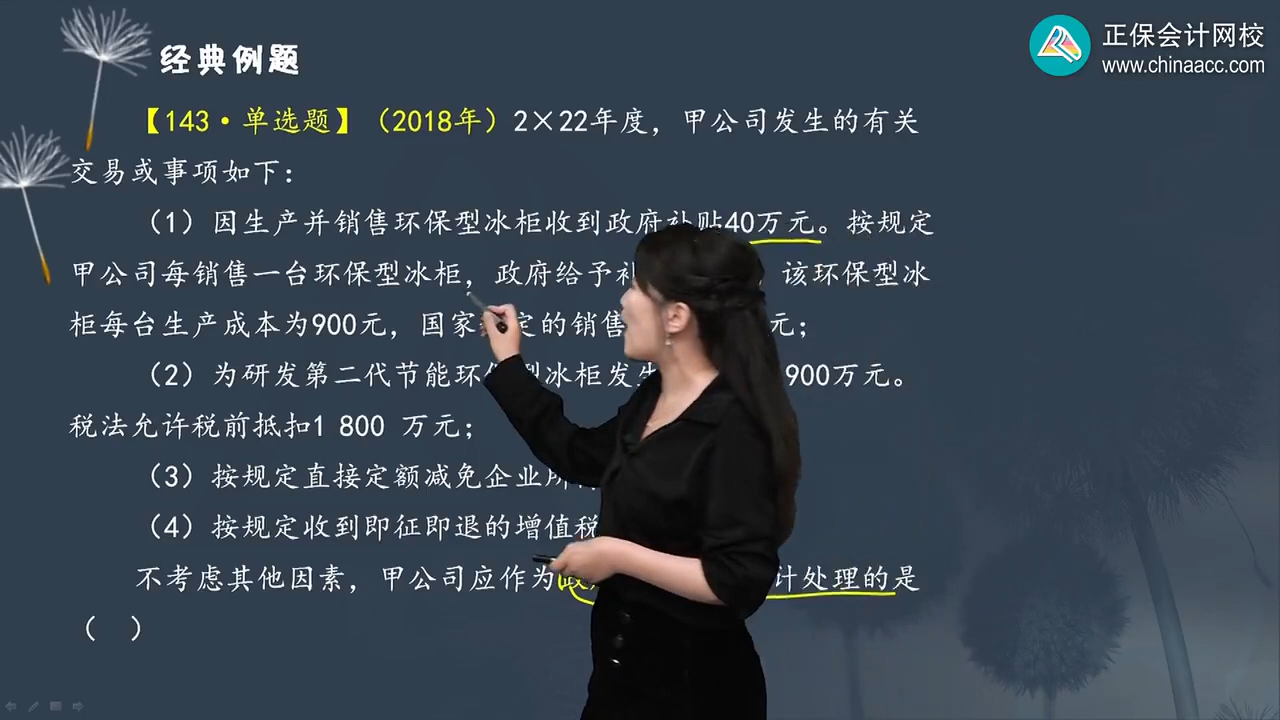 经典例题
正保会计网校
www.chinaacc.com
【143·单选题】（2018年）2×22年度，甲公司发生的有关
交易或事项如下：
（1）因生产并销售环保型冰柜收到政府补贴40万元。按规定
甲公司每销售一台环保型冰柜，政府给予补 ，该环保型冰
柜每台生产成本为900元，国家 定的销售 元；
（2）为研发第二代节能环保型冰柜发生 900万元。
税法允许税前抵扣1 800 万元；
（3）按规定直接定额减免企业所
（4）按规定收到即征即退的增值税
不考虑其他因素，甲公司应作为政 计处理的是
（ ）